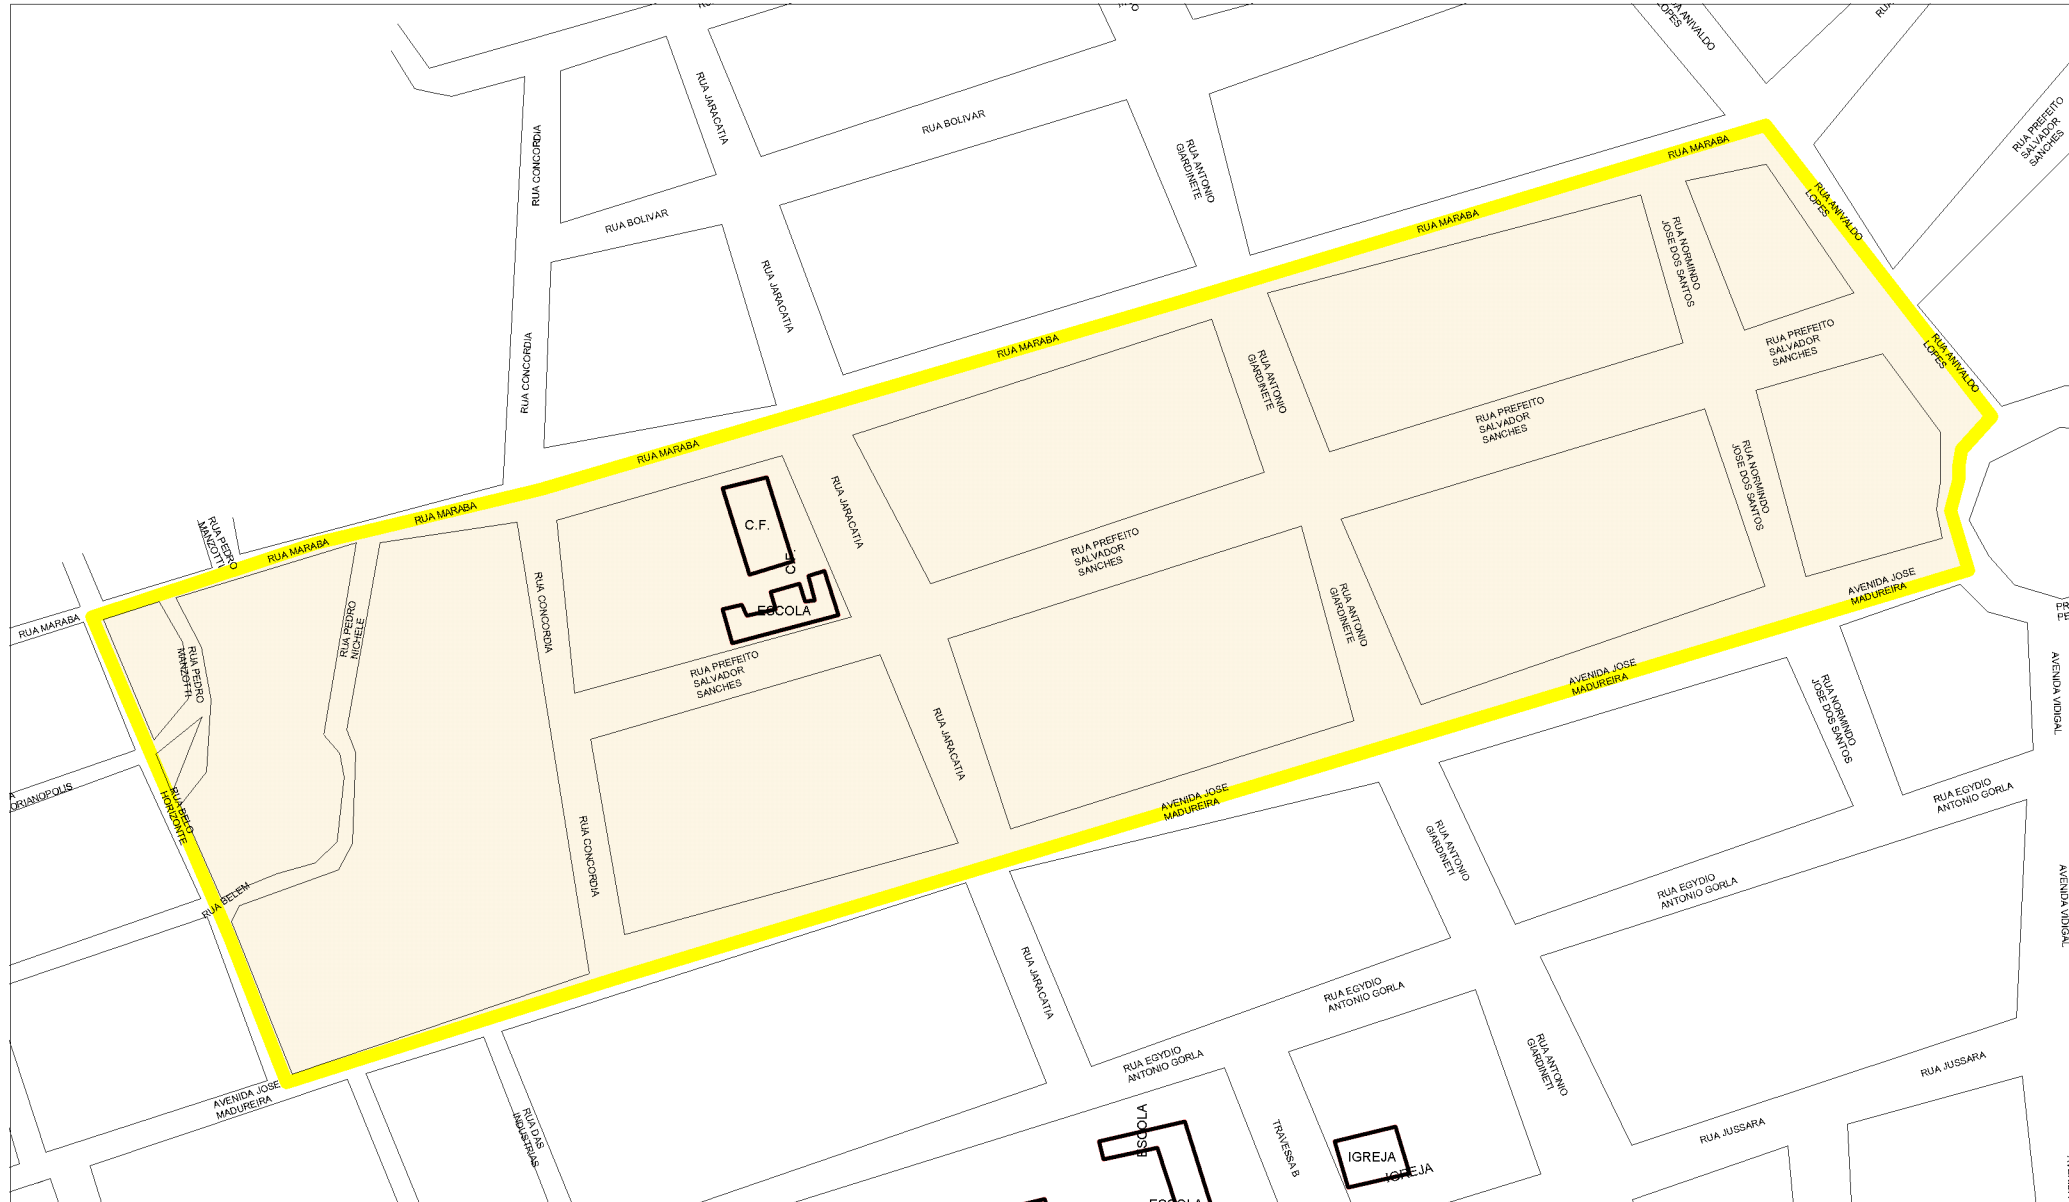 RUA ANIVALDO
LOPES
RUA JARACATIA
RUA BOLIVAR
RUA CONCORDIA
RUA PREFEITO
SALVADOR
SANCHES
RUA ANTONIO
GIARDINETE
RUA MARABA
RUA BOLIVAR
RUA ANIVALDO
LOPES
RUA MARABA
RUA NORMINDO
JOSE DOS SANTOS
RUA JARACATIA
RUA CONCORDIA
RUA MARABA
RUA PREFEITO
SALVADOR
SANCHES
RUA ANIVALDO
LOPES
RUA ANTONIO
GIARDINETE
RUA PREFEITO
SALVADOR
SANCHES
RUA MARABA
RUA NORMINDO
JOSE DOS SANTOS
RUA JARACATIA
RUA MARABA
C.F.
C.F.
RUA PEDRO
MANZOTTI
RUA MARABA
RUA PREFEITO
SALVADOR
SANCHES
AVENIDA JOSE
MADUREIRA
ESCOLA
RUA CONCORDIA
RUA ANTONIO
GIARDINETE
RUA MARABA
RUA PEDRO
NICHELE
RUA PEDRO
MANZOTTI
RUA PREFEITO
SALVADOR
SANCHES
AVENIDA JOSE
MADUREIRA
PR
PE
AVENIDA VIDIGAL
RUA NORMINDO
JOSE DOS SANTOS
RUA JARACATIA
A
ORIANOPOLIS
RUA BELO
HORIZONTE
AVENIDA JOSE
MADUREIRA
RUA EGYDIO
ANTONIO GORLA
RUA ANTONIO
GIARDINETI
RUA CONCORDIA
RUA EGYDIO
ANTONIO GORLA
AVENIDA VIDIGAL
RUA BELEM
RUA JARACATIA
RUA EGYDIO
ANTONIO GORLA
RUA EGYDIO
ANTONIO GORLA
RUA ANTONIO
GIARDINETI
RUA JUSSARA
AVENIDA JOSE
MADUREIRA
RUA DAS
INDUSTRIAS
ESCOLA
TRAVESSA B
RUA JUSSARA
IGREJA
IGREJA
ESCOLA